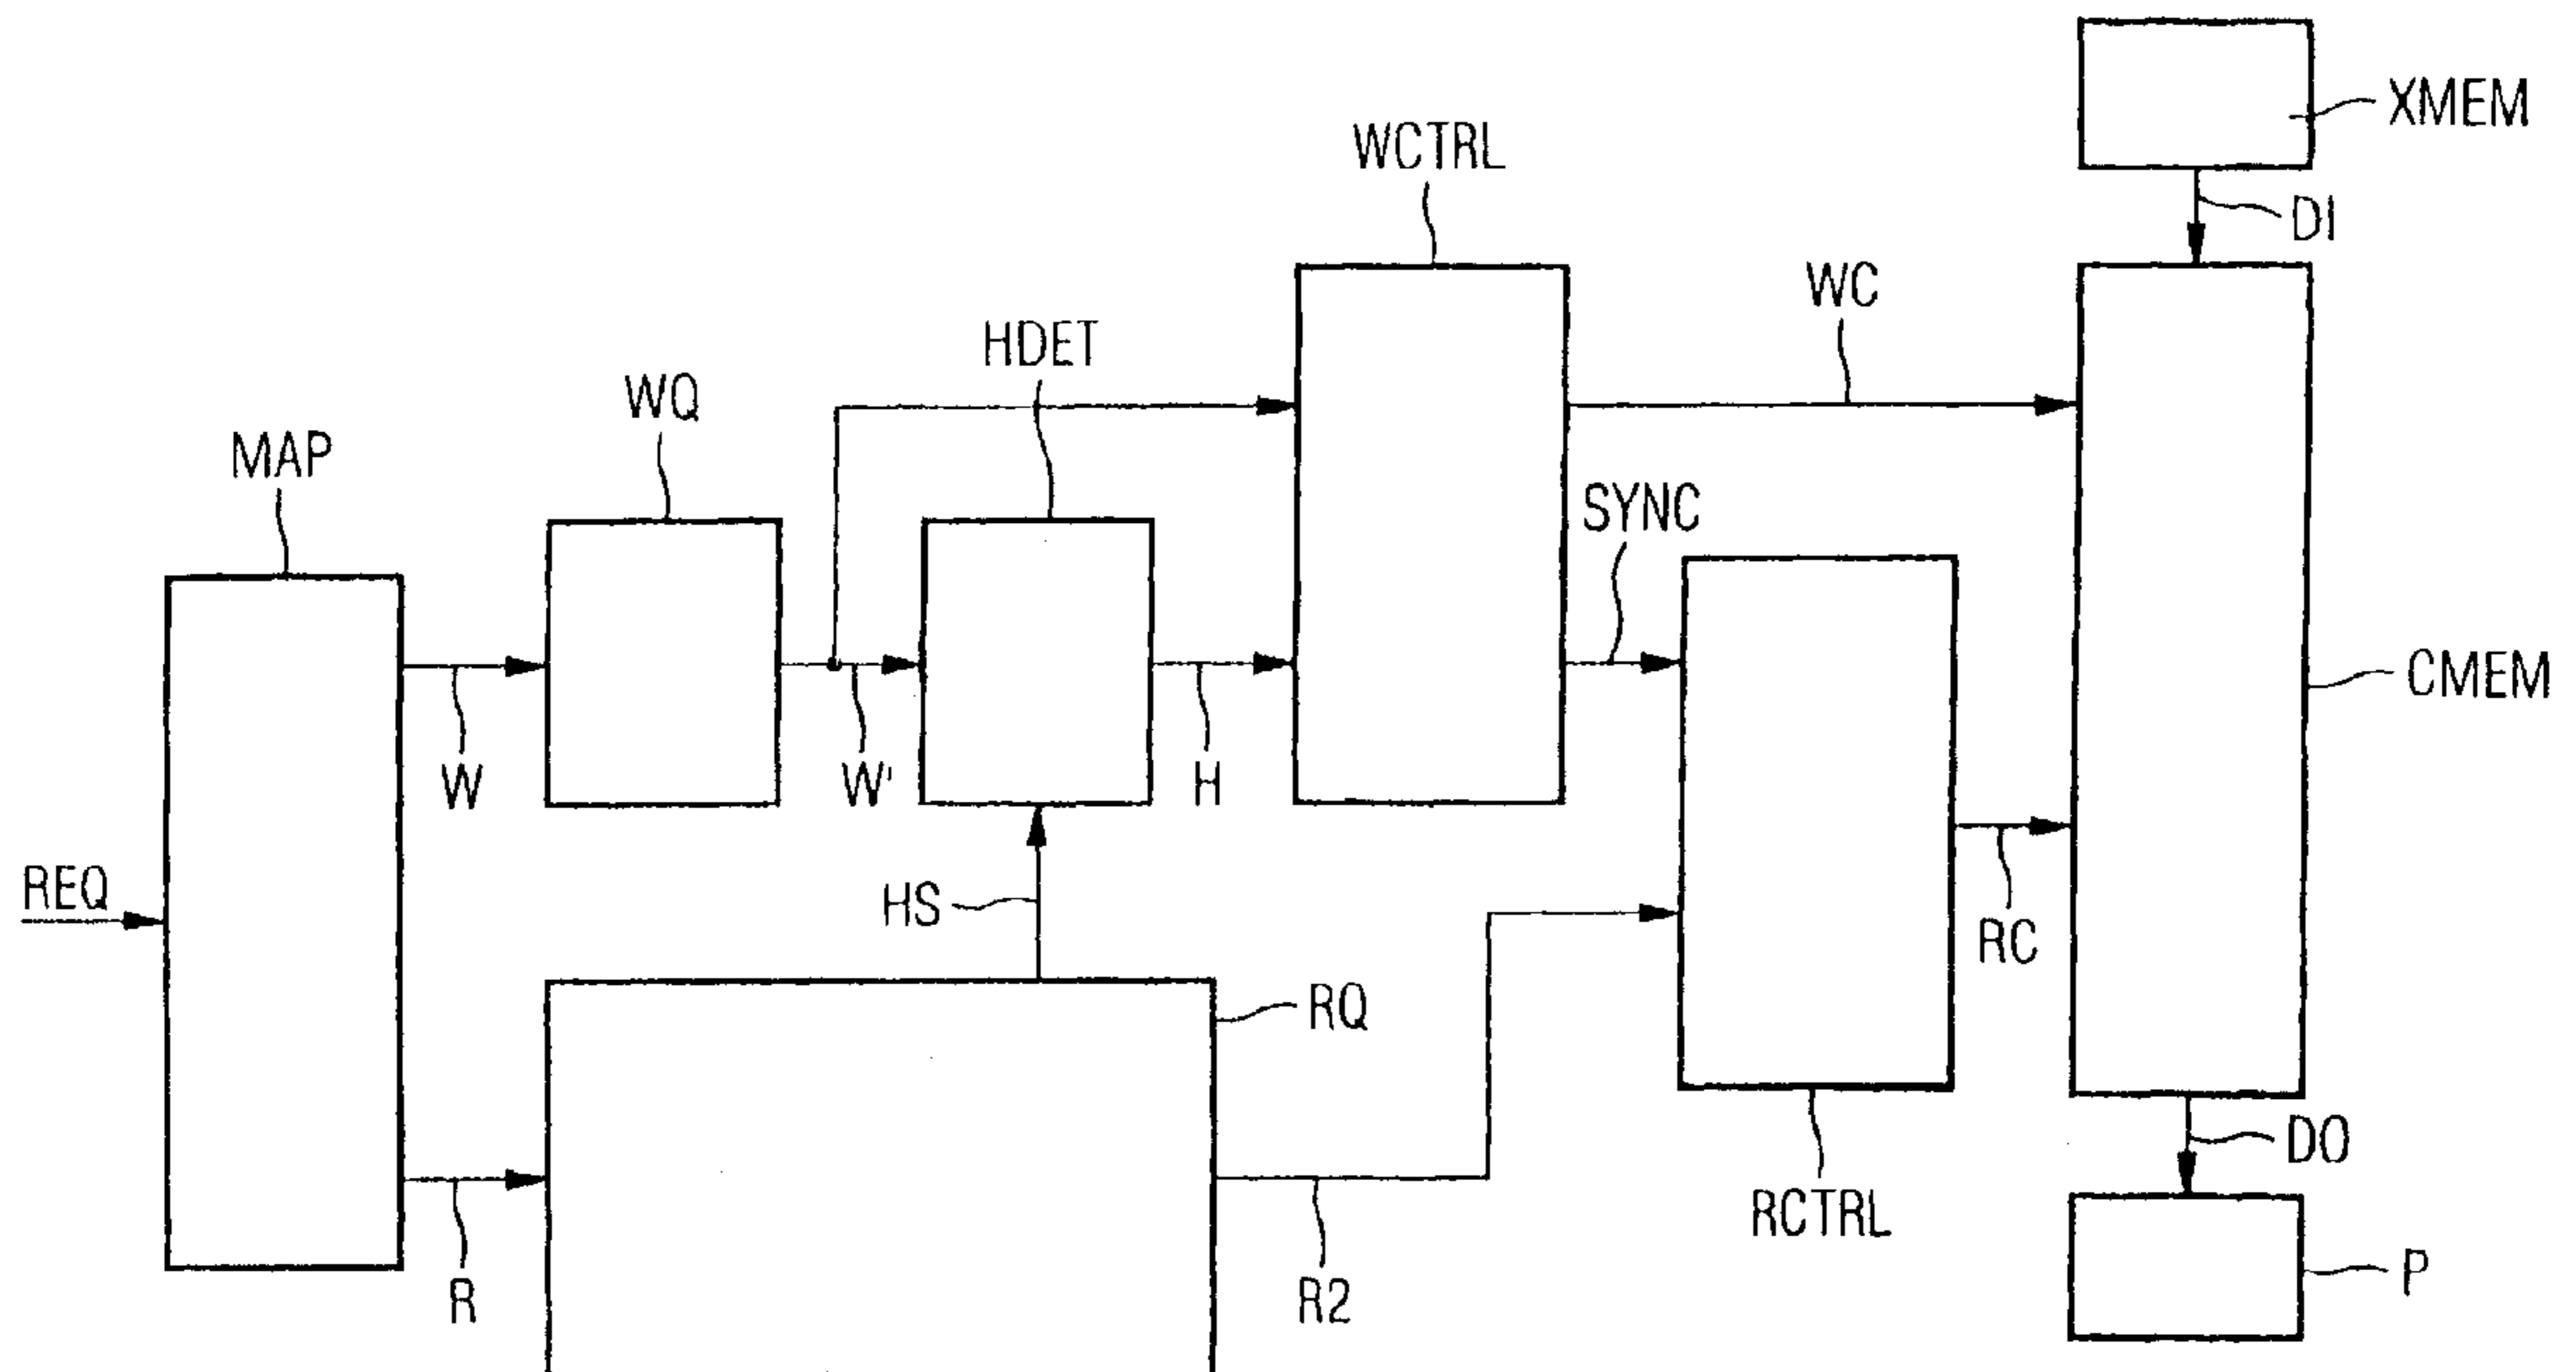 XMEM
DI
WCTRL
WC
HDET
WQ
MAP
SYNC
CMEM
W
W'
H
REQ
HS
RC
RQ
DO
RCTRL
R
R2
P